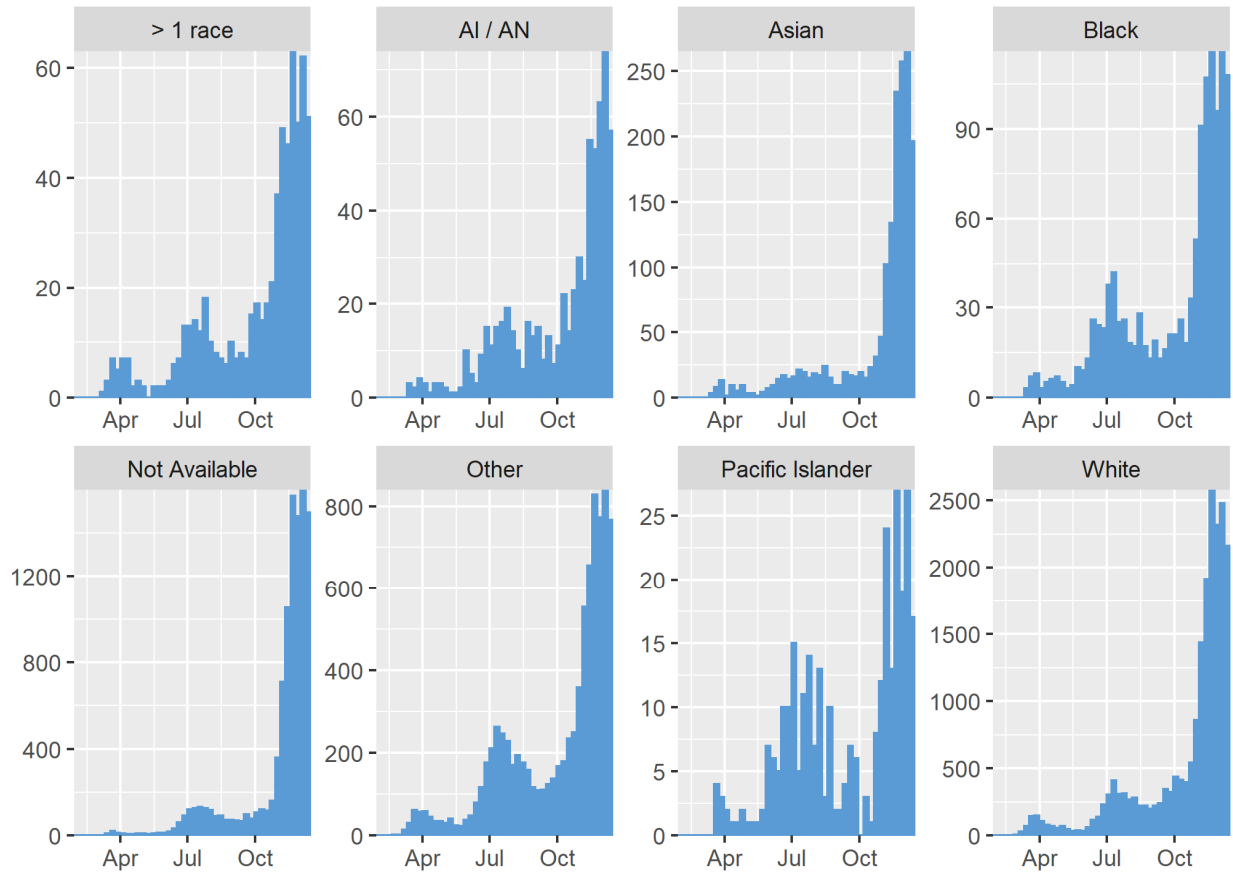 > 1 race
AI / AN
Asian
Black
60
40
20
0
Apr Jul Oct
60
40
20
0
Apr Jul Oct
250
200
150
100
50
0
Apr Jul Oct
90
60
30
0
Apr Jul Oct
Not Available
Other
Pacific Islander
White
1200
800
400
0
Apr Jul Oct
800
600
400
200
0
Apr Jul Oct
25
20
15
10
5
0
Apr Jul Oct
2500
2000
1500
1000
500
0
Apr Jul Oct